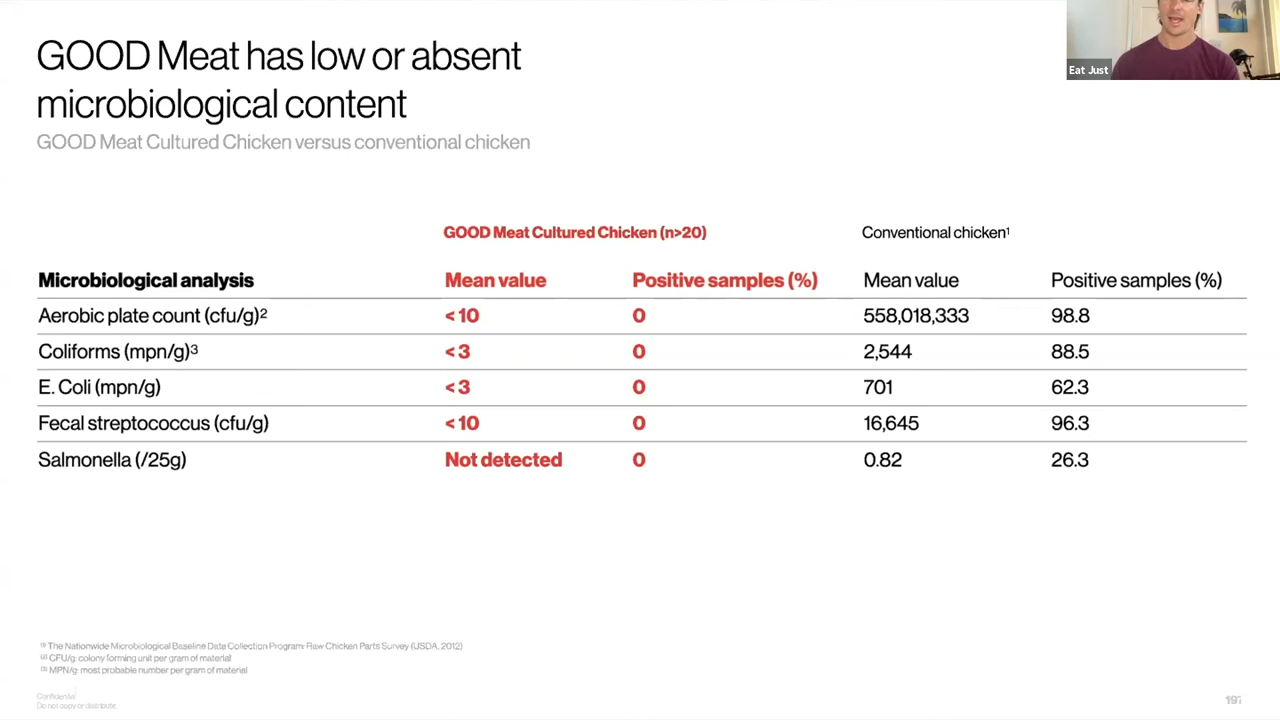 GOOD Meat has low or absent
microbiological content
GOOD Meat Cultured Chicken versus conventional chicken
Eat Just
GOOD Meat Cultured Chicken (n>20) Conventional chicken¹
Microbiological analysis Mean value Positive samples (%) Mean value Positive samples (%)
Aerobic plate count (cfu/g)² < 10 0 558,018,333 98.8
Coliforms (mpn/g)³ < 3 0 2,544 88.5
E. Coli (mpn/g) < 3 0 701 62.3
Fecal streptococcus (cfu/g) < 10 0 16,645 96.3
Salmonella (/25g) Not detected 0 0.82 26.3
⁽¹⁾ The Nationwide Microbiological Baseline Data Collection Program: Raw Chicken Parts Survey (USDA, 2012)
⁽²⁾ CFU/g: colony forming unit per gram of material
⁽³⁾ MPN/g: most probable number per gram of material
Confidential
Do not copy or distribute.